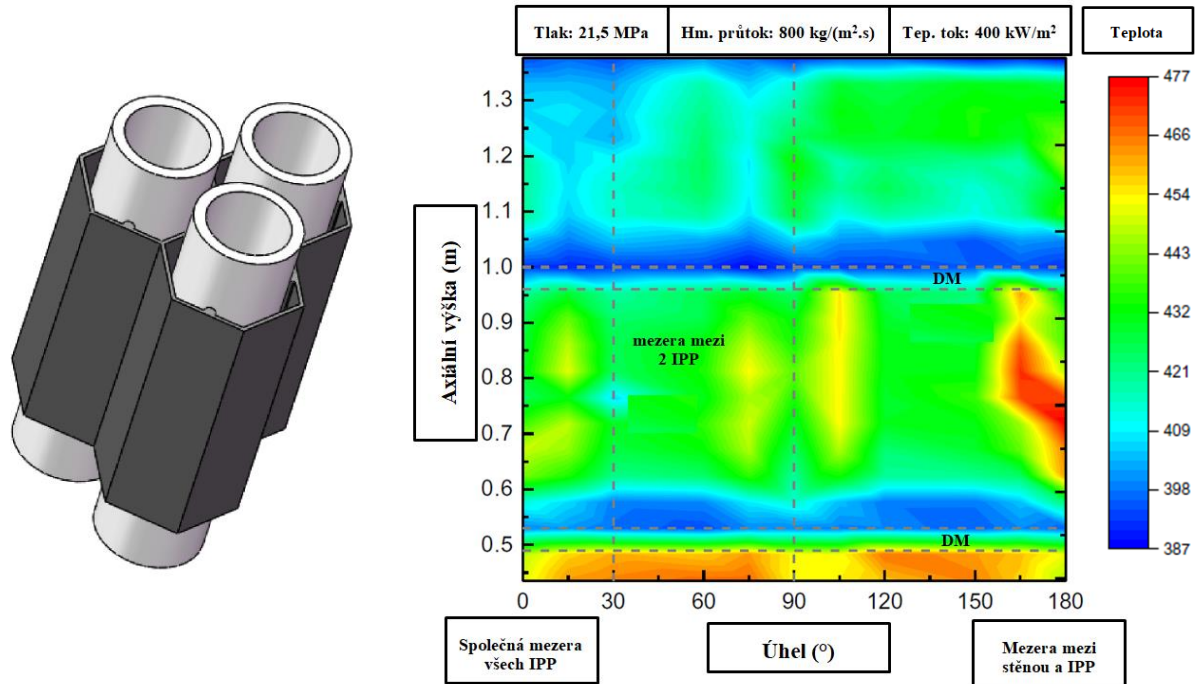 Tlak: 21,5 MPa
Hm. průtok: 800 kg/(m².s)
Tep. tok: 400 kW/m²
Teplota
Axiální výška (m)
1.3
1.2
1.1
1.0
0.9
0.8
0.7
0.6
0.5
DM
mezera mezi
2 IPP
DM
477
466
454
443
432
421
409
398
387
0
30
60
90
120
150
180
Společná mezera
všech IPP
Úhel (°)
Mezera mezi
stěnou a IPP